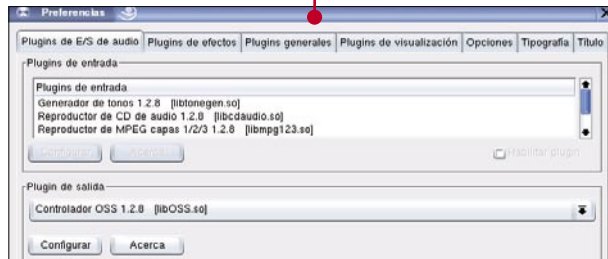 Preferencias
Plugins de E/S de audio Plugins de efectos Plugins generales Plugins de visualización Opciones Tipografía Título
Plugins de entrada
Plugins de entrada
Generador de tonos 1.2.8 [libtonegen.so]
Reproductor de CD de audio 1.2.8 [libcdaudio.so]
Reproductor de MPEG capas 1/2/3 1.2.8 [libmpg123.so]
Configurar Acerca Habilitar plugin
Plugin de salida
Controlador OSS 1.2.8 [libOSS.so]
Configurar Acerca